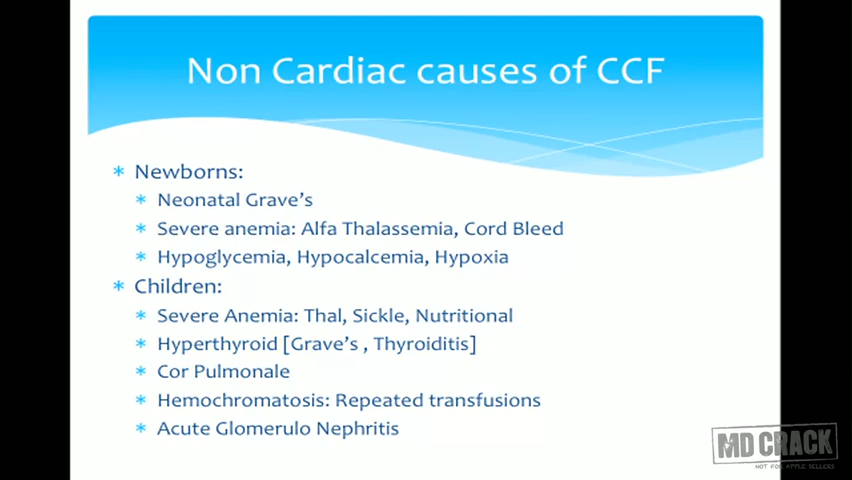 Non Cardiac causes of CCF
* Newborns:
* Neonatal Grave's
* Severe anemia: Alfa Thalassemia, Cord Bleed
* Hypoglycemia, Hypocalcemia, Hypoxia
* Children:
* Severe Anemia: Thal, Sickle, Nutritional
* Hyperthyroid [Grave's , Thyroiditis]
* Cor Pulmonale
* Hemochromatosis: Repeated transfusions
* Acute Glomerulo Nephritis
MD CRACK
NOT FOR APPLE SELLERS